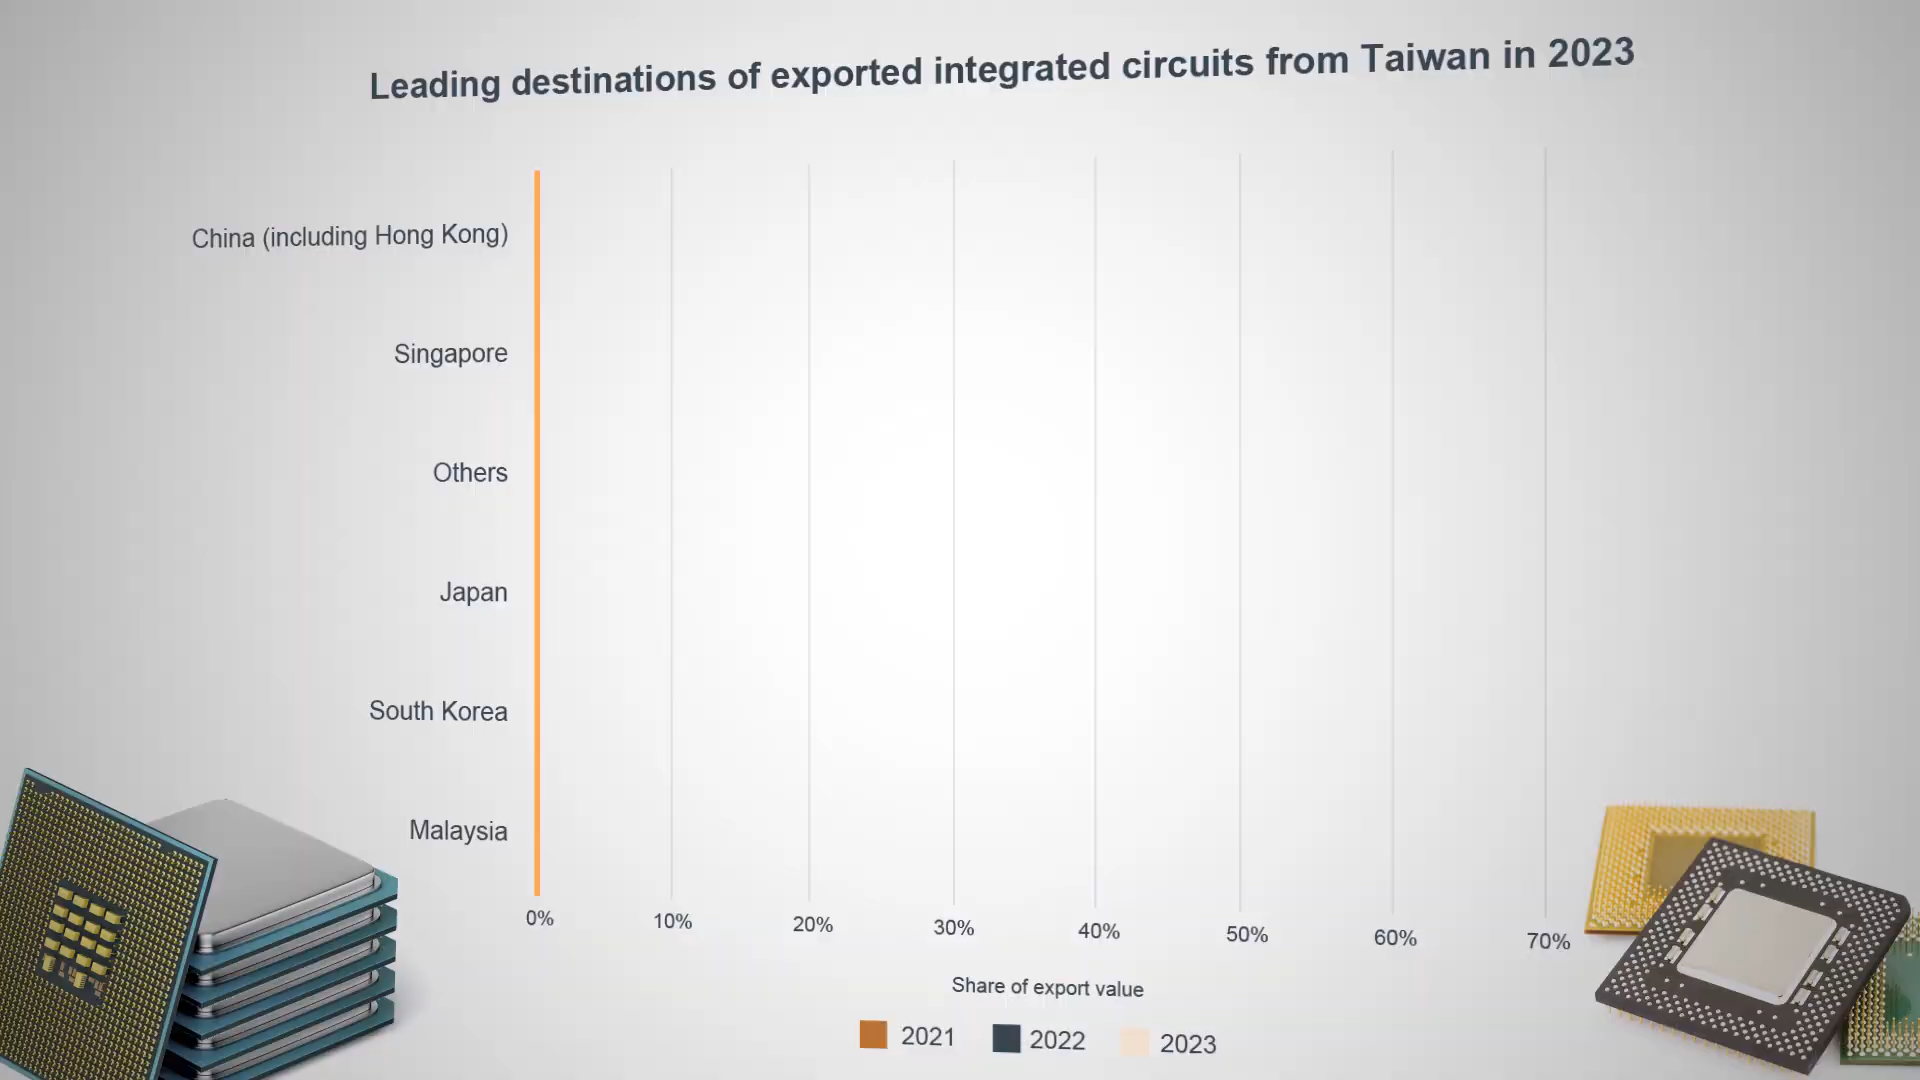 Leading destinations of exported integrated circuits from Taiwan in 2023
China (including Hong Kong)
Singapore
Others
Japan
South Korea
Malaysia
0% 10% 20% 30% 40% 50% 60% 70%
Share of export value
2021 2022 2023